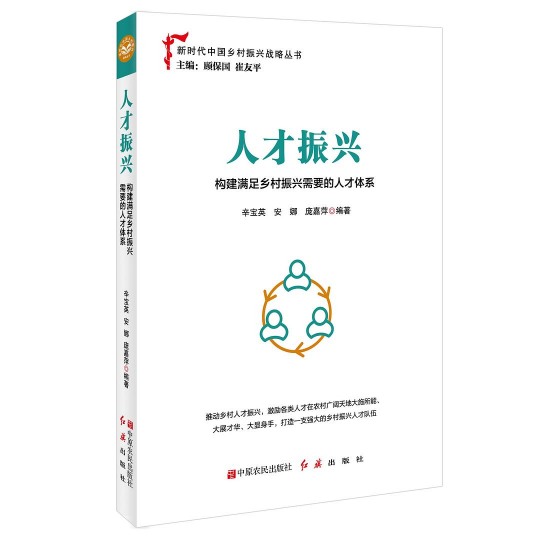 新时代中国乡村振兴战略丛书
主编：顾保国 崔友平
人才振兴
构建满足乡村振兴需要的人才体系
辛宝英 安 娜 庞嘉萍◎编著
推动乡村人才振兴，激励各类人才在农村广阔天地大施所能、
大展才华、大显身手，打造一支强大的乡村振兴人才队伍
中原农民出版社 红旗出版社
人才振兴
构建满足乡村振兴
需要的人才体系
辛宝英 安 娜 庞嘉萍◎编著
中原农民出版社
红旗出版社